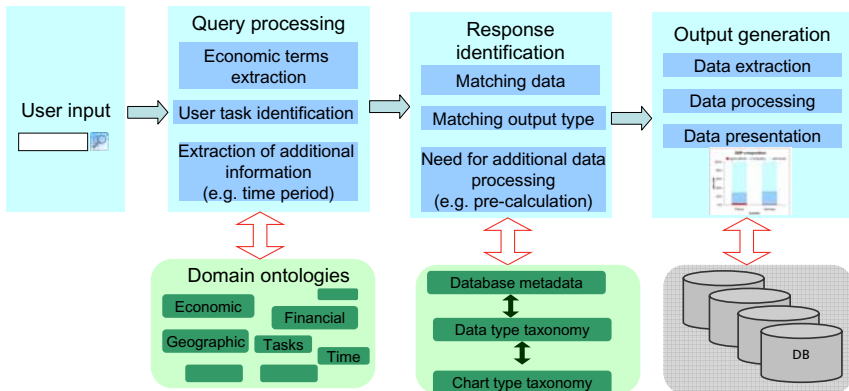 User input
Query processing
Economic terms
extraction
User task identification
Extraction of additional
information
(e.g. time period)
Response
identification
Matching data
Matching output type
Need for additional data
processing
(e.g. pre-calculation)
Output generation
Data extraction
Data processing
Data presentation
Domain ontologies
Economic
Financial
Geographic
Tasks
Time
Database metadata
Data type taxonomy
Chart type taxonomy
DB